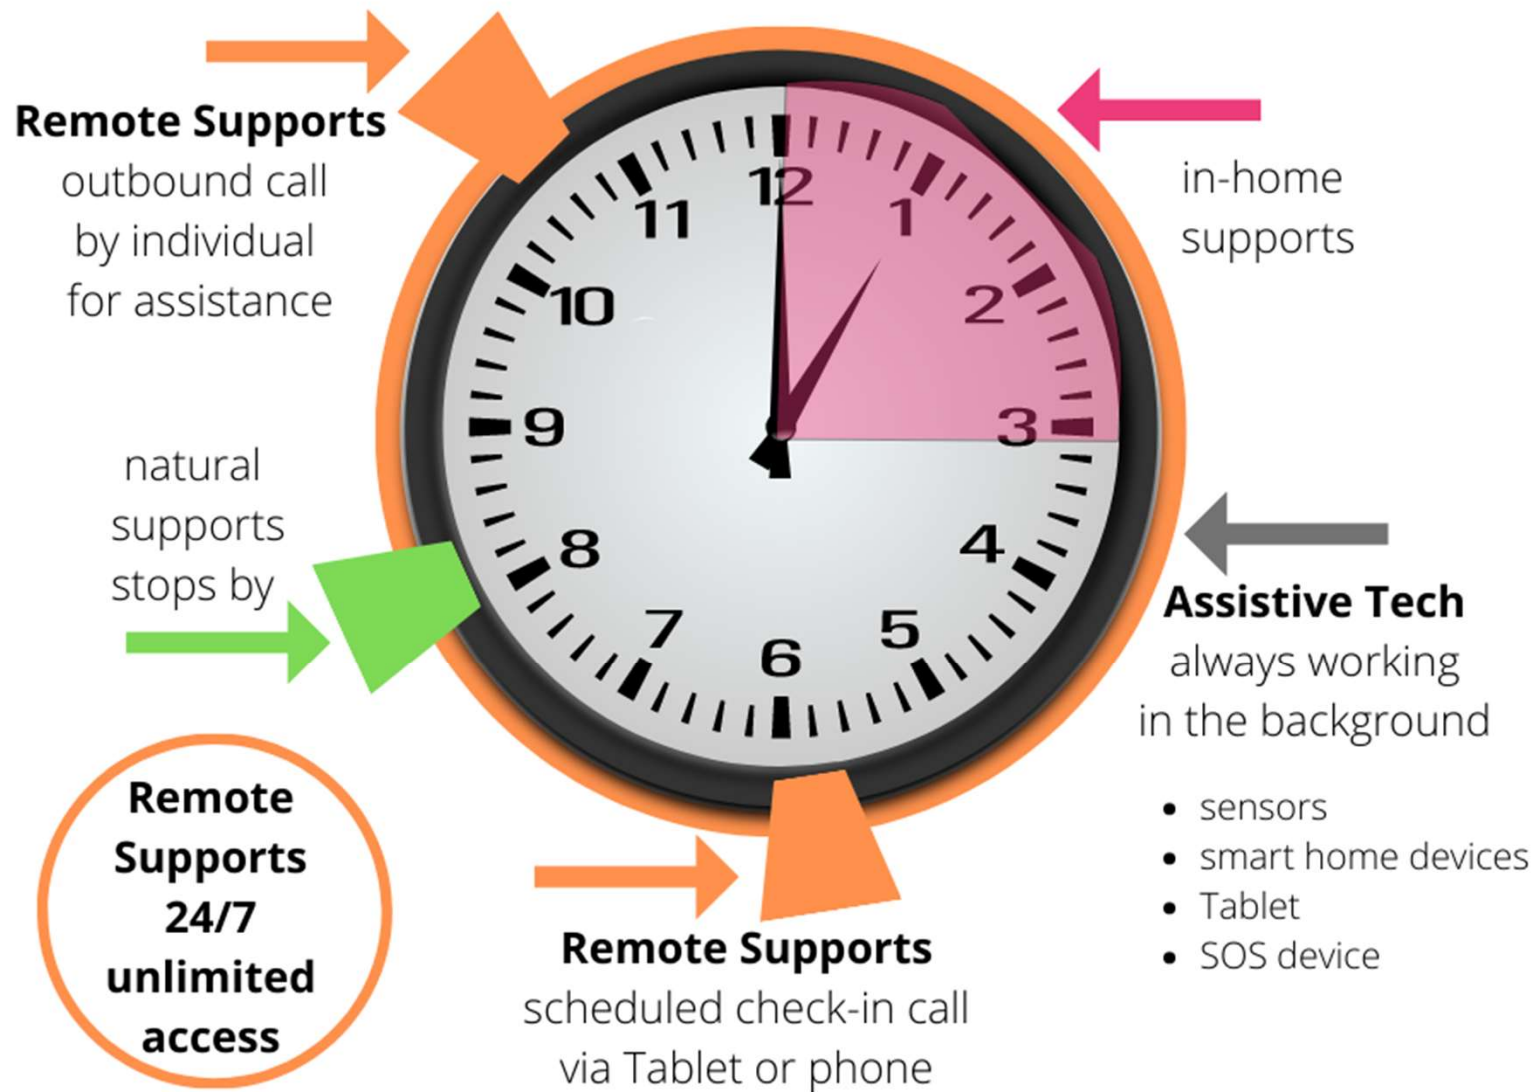 Remote Supports
outbound call
by individual
for assistance
in-home
supports
12
1
2
3
4
5
6
7
8
9
10
11
natural
supports
stops by
Assistive Tech
always working
in the background
• sensors
• smart home devices
• Tablet
• SOS device
Remote
Supports
24/7
unlimited
access
Remote Supports
scheduled check-in call
via Tablet or phone